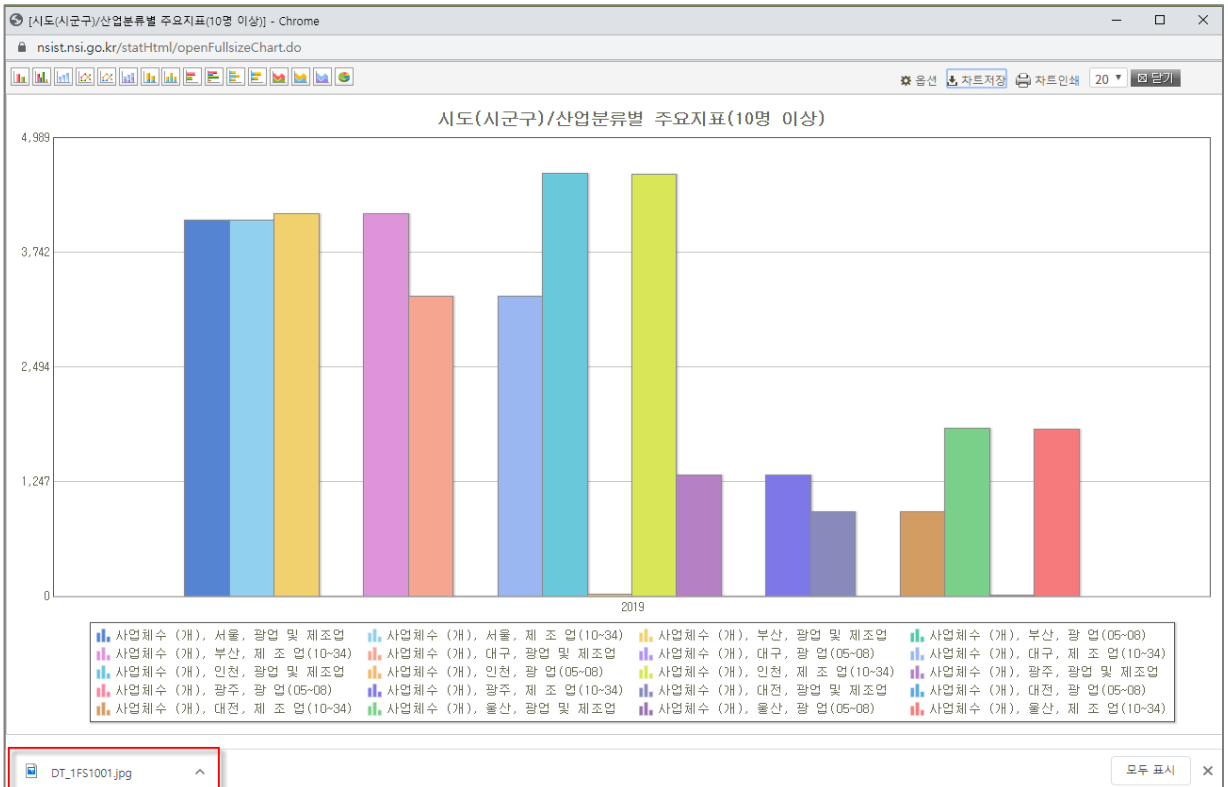 [시도(시군구)/산업분류별 주요지표(10명 이상)] - Chrome
nsist.nsi.go.kr/statHtml/openFullsizeChart.do
옵션 차트저장 차트인쇄 20 닫기
시도(시군구)/산업분류별 주요지표(10명 이상)
4,989
3,742
2,494
1,247
0
2019
사업체수 (개), 서울, 광업 및 제조업 사업체수 (개), 서울, 제 조 업(10~34) 사업체수 (개), 부산, 광업 및 제조업 사업체수 (개), 부산, 광 업(05~08)
사업체수 (개), 부산, 제 조 업(10~34) 사업체수 (개), 대구, 광업 및 제조업 사업체수 (개), 대구, 광 업(05~08) 사업체수 (개), 대구, 제 조 업(10~34)
사업체수 (개), 인천, 광업 및 제조업 사업체수 (개), 인천, 광 업(05~08) 사업체수 (개), 인천, 제 조 업(10~34) 사업체수 (개), 광주, 광업 및 제조업
사업체수 (개), 광주, 광 업(05~08) 사업체수 (개), 광주, 제 조 업(10~34) 사업체수 (개), 대전, 광업 및 제조업 사업체수 (개), 대전, 광 업(05~08)
사업체수 (개), 대전, 제 조 업(10~34) 사업체수 (개), 울산, 광업 및 제조업 사업체수 (개), 울산, 광 업(05~08) 사업체수 (개), 울산, 제 조 업(10~34)
DT_1FS1001.jpg 모두 표시